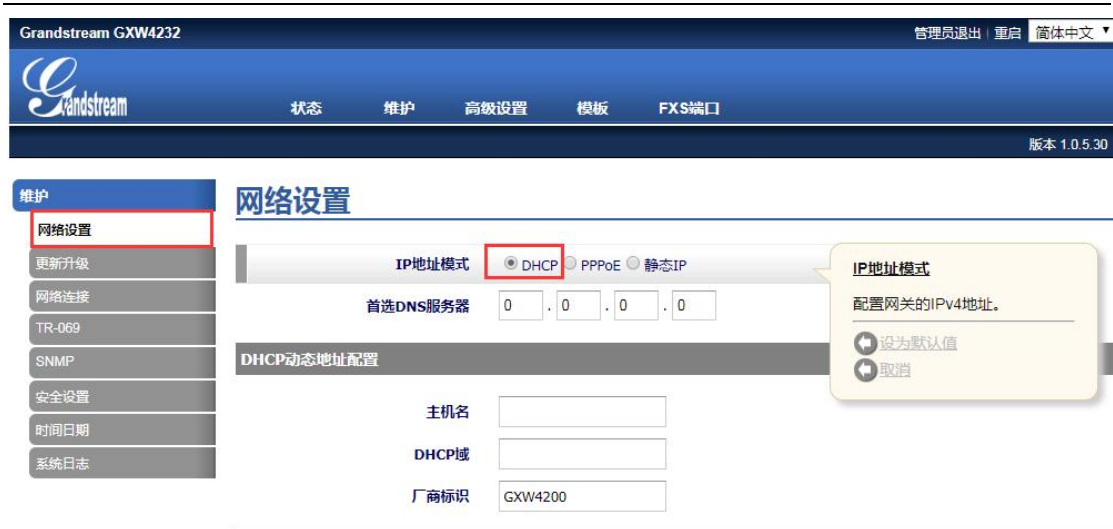 Grandstream GXW4232
管理员退出 | 重启 简体中文
Grandstream
状态 维护 高级设置 模板 FXS端口
版本 1.0.5.30
维护
网络设置
更新升级
网络连接
TR-069
SNMP
安全设置
时间日期
系统日志
网络设置
IP地址模式 DHCP PPPoE 静态IP
首选DNS服务器 0 . 0 . 0 . 0
DHCP动态地址配置
主机名
DHCP域
厂商标识 GXW4200
IP地址模式
配置网关的IPv4地址。
设为默认值
取消